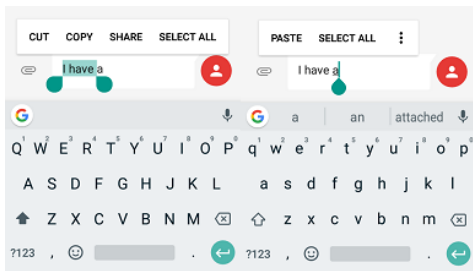 CUT COPY SHARE SELECT ALL
I have a
G
1 2 3 4 5 6 7 8 9 0
Q W E R T Y U I O P
A S D F G H J K L
Z X C V B N M
?123 , .
PASTE SELECT ALL
I have a
G a an attached
1 2 3 4 5 6 7 8 9 0
q w e r t y u i o p
a s d f g h j k l
z x c v b n m
?123 , .